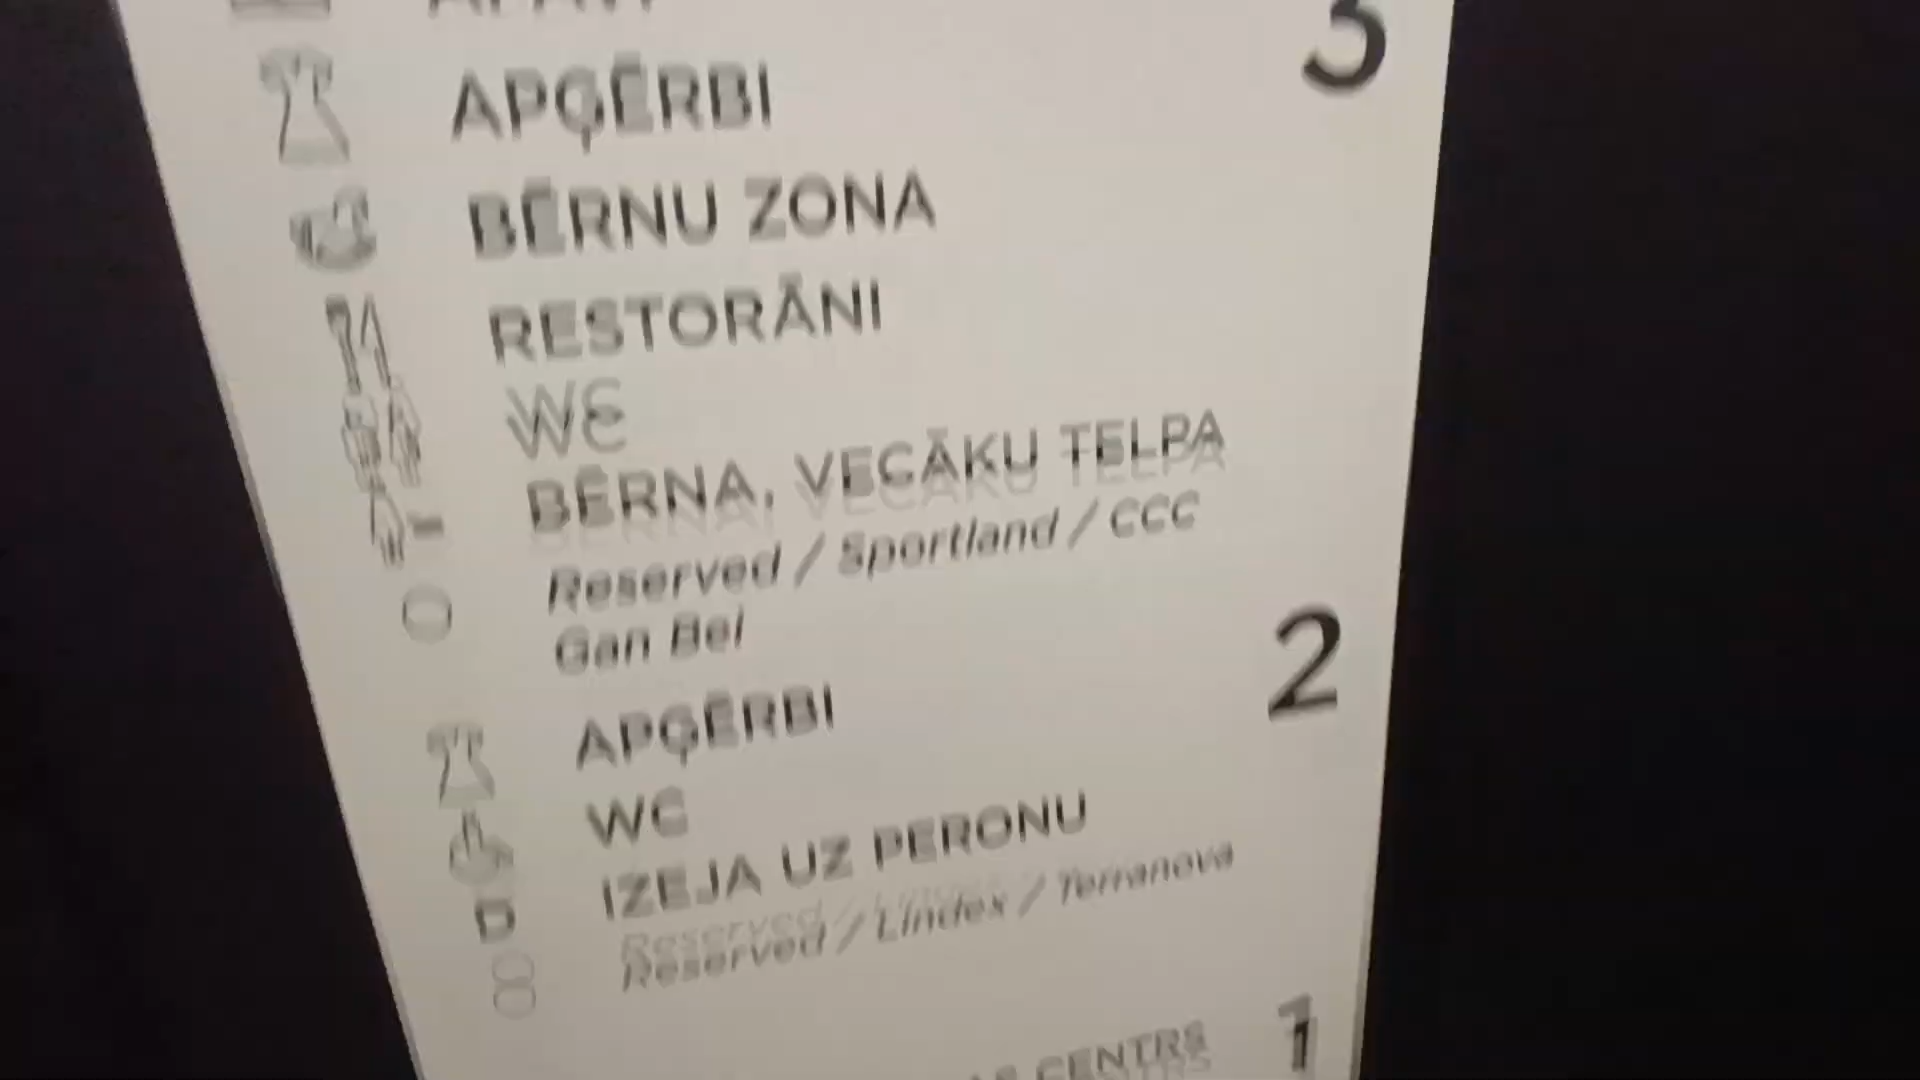 3
APĢĒRBI
BĒRNU ZONA
RESTORĀNI
WC
BĒRNA, VECĀKU TELPA
Reserved / Sportland / CCC
Gan Bei
2
APĢĒRBI
WC
IZEJA UZ PERONU
Reserved / Lindex / Terranova
1
CENTRS